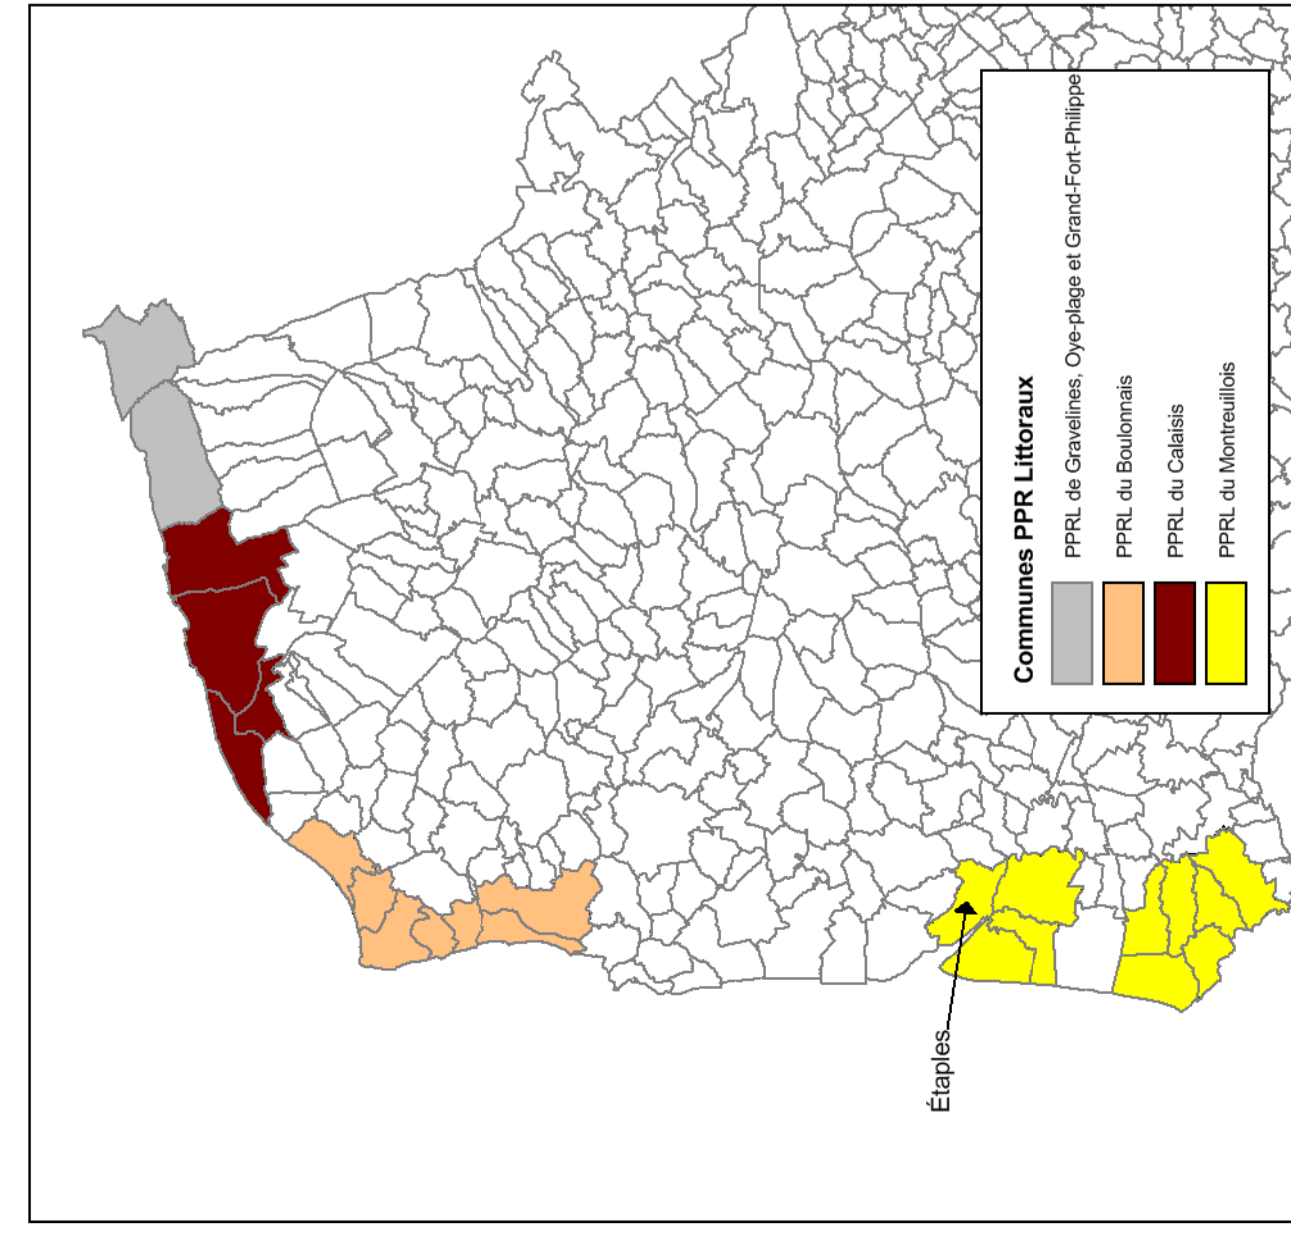 Étaples
Communes PPR Littoraux
PPRL de Gravelines, Oye-plage et Grand-Fort-Philippe
PPRL du Boulonnais
PPRL du Calaisis
PPRL du Montreuillois